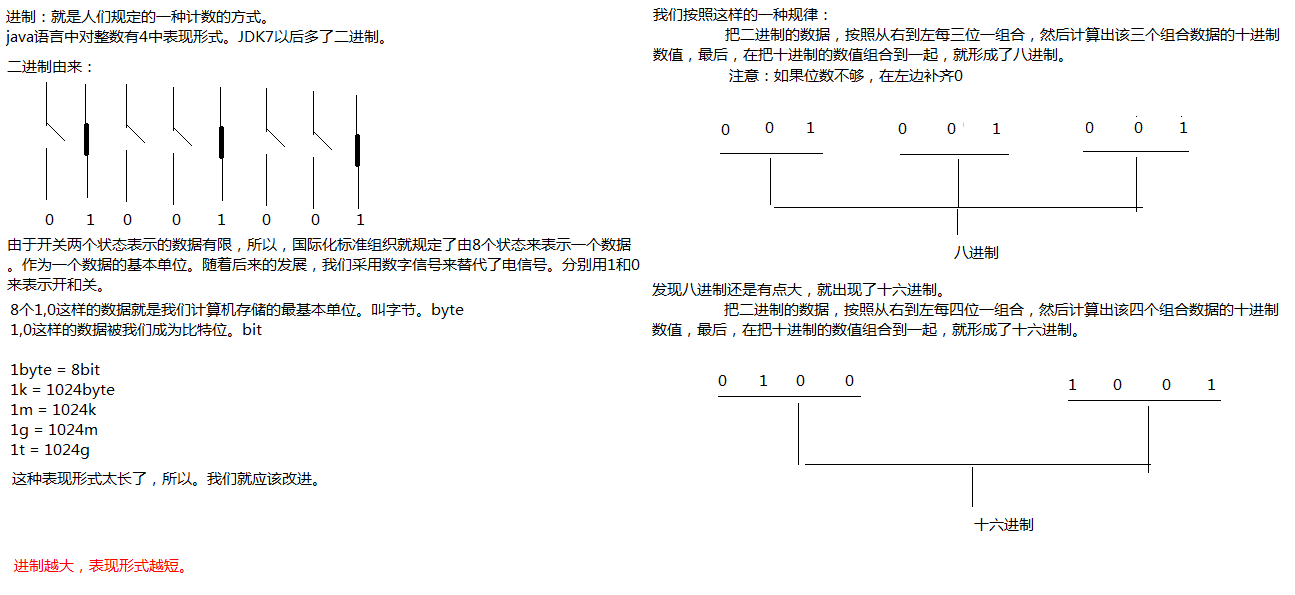 进制：就是人们规定的一种计数的方式。
java语言中对整数有4中表现形式。JDK7以后多了二进制。
二进制由来：
0 1 0 0 1 0 0 1
由于开关两个状态表示的数据有限，所以，国际化标准组织就规定了由8个状态来表示一个数据
。作为一个数据的基本单位。随着后来的发展，我们采用数字信号来替代了电信号。分别用1和0
来表示开和关。
8个1,0这样的数据就是我们计算机存储的最基本单位。叫字节。byte
1,0这样的数据被我们成为比特位。bit
1byte = 8bit
1k = 1024byte
1m = 1024k
1g = 1024m
1t = 1024g
这种表现形式太长了，所以。我们就应该改进。
进制越大，表现形式越短。
我们按照这样的一种规律：
把二进制的数据，按照从右到左每三位一组合，然后计算出该三个组合数据的十进制
数值，最后，在把十进制的数值组合到一起，就形成了八进制。
注意：如果位数不够，在左边补齐0
0 0 1 0 0 1 0 0 1
八进制
发现八进制还是有点大，就出现了十六进制。
把二进制的数据，按照从右到左每四位一组合，然后计算出该四个组合数据的十进制
数值，最后，在把十进制的数值组合到一起，就形成了十六进制。
0 1 0 0 1 0 0 1
十六进制